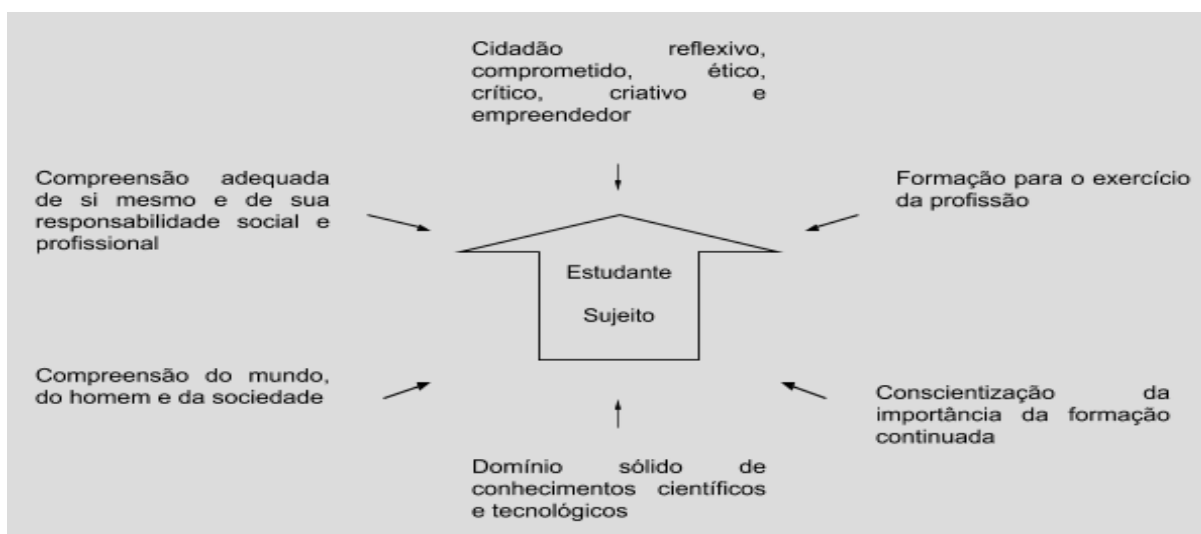 Cidadão reflexivo,
comprometido, ético,
crítico, criativo e
empreendedor
Compreensão adequada
de si mesmo e de sua
responsabilidade social e
profissional
Formação para o exercício
da profissão
Estudante
Sujeito
Compreensão do mundo,
do homem e da sociedade
Conscientização da
importância da formação
continuada
Domínio sólido de
conhecimentos científicos
e tecnológicos